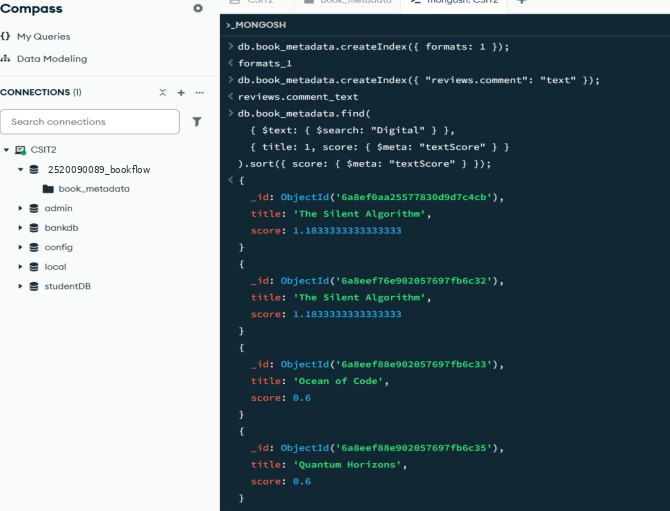 Compass
My Queries
Data Modeling
CONNECTIONS (1)
Search connections
CSIT2
2520090089_bookflow
book_metadata
admin
bankdb
config
local
studentDB
CSIT2
book_metadata
mongosh: CSIT2
>_MONGOSH
> db.book_metadata.createIndex({ formats: 1 });
< formats_1
> db.book_metadata.createIndex({ "reviews.comment": "text" });
< reviews.comment_text
> db.book_metadata.find(
{ $text: { $search: "Digital" } },
{ title: 1, score: { $meta: "textScore" } }
).sort({ score: { $meta: "textScore" } });
< {
_id: ObjectId('6a8ef0aa25577830d9d7c4cb'),
title: 'The Silent Algorithm',
score: 1.1833333333333333
}
{
_id: ObjectId('6a8eef76e902057697fb6c32'),
title: 'The Silent Algorithm',
score: 1.1833333333333333
}
{
_id: ObjectId('6a8eef88e902057697fb6c33'),
title: 'Ocean of Code',
score: 0.6
}
{
_id: ObjectId('6a8eef88e902057697fb6c35'),
title: 'Quantum Horizons',
score: 0.6
}